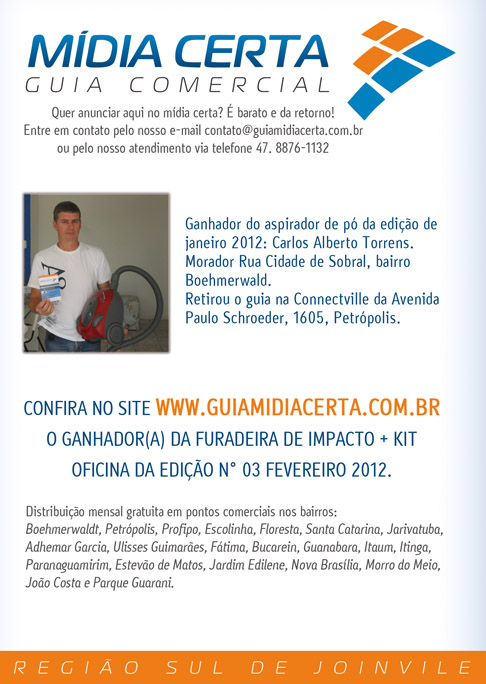 MÍDIA CERTA
GUIA COMERCIAL
Quer anunciar aqui no mídia certa? É barato e da retorno!
Entre em contato pelo nosso e-mail contato@guiamidiacerta.com.br
ou pelo nosso atendimento via telefone 47. 8876-1132
Ganhador do aspirador de pó da edição de
janeiro 2012: Carlos Alberto Torrens.
Morador Rua Cidade de Sobral, bairro
Boehmerwald.
Retirou o guia na Connectville da Avenida
Paulo Schroeder, 1605, Petrópolis.
CONFIRA NO SITE WWW.GUIAMIDIACERTA.COM.BR
O GANHADOR(A) DA FURADEIRA DE IMPACTO + KIT
OFICINA DA EDIÇÃO N° 03 FEVEREIRO 2012.
Distribuição mensal gratuita em pontos comerciais nos bairros:
Boehmerwaldt, Petrópolis, Profipo, Escolinha, Floresta, Santa Catarina, Jarivatuba,
Adhemar Garcia, Ulisses Guimarães, Fátima, Bucarein, Guanabara, Itaum, Itinga,
Paranaguamirim, Estevão de Matos, Jardim Edilene, Nova Brasília, Morro do Meio,
João Costa e Parque Guarani.
REGIÃO SUL DE JOINVILE